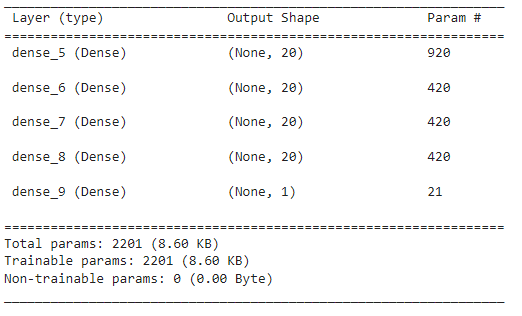 Layer (type) Output Shape Param #
dense_5 (Dense) (None, 20) 920
dense_6 (Dense) (None, 20) 420
dense_7 (Dense) (None, 20) 420
dense_8 (Dense) (None, 20) 420
dense_9 (Dense) (None, 1) 21
Total params: 2201 (8.60 KB)
Trainable params: 2201 (8.60 KB)
Non-trainable params: 0 (0.00 Byte)